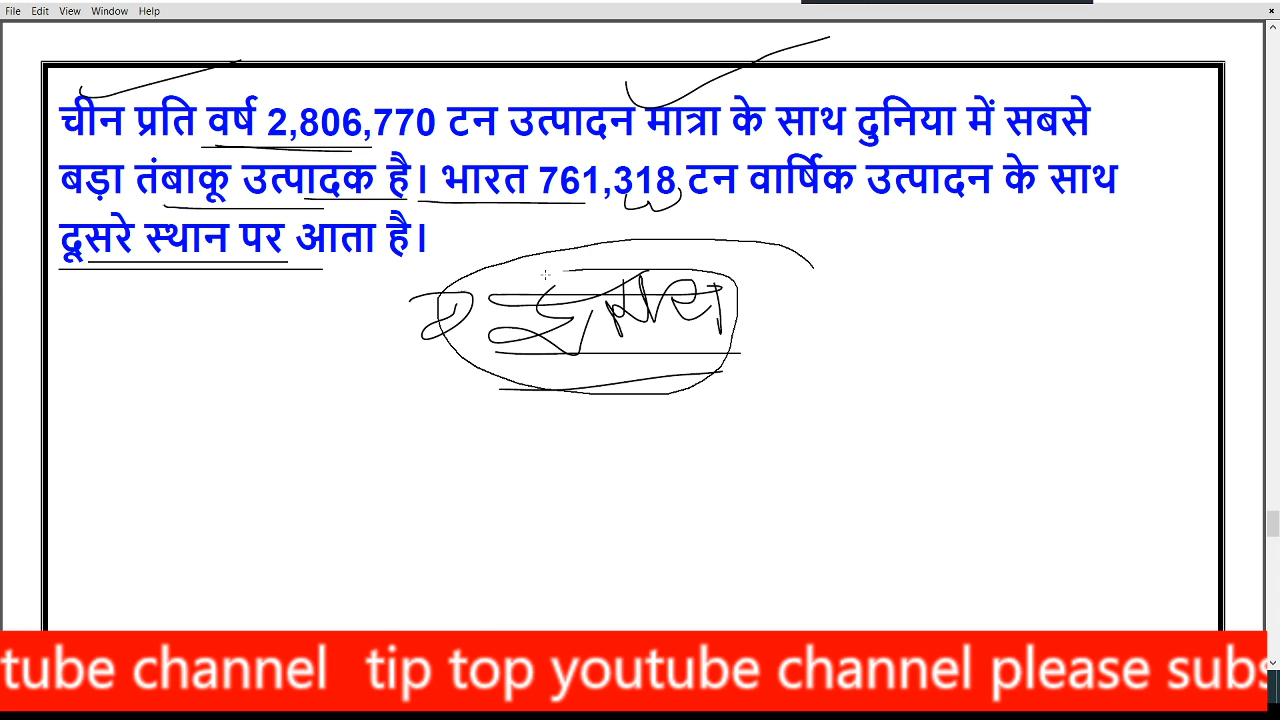 File Edit View Window Help
चीन प्रति वर्ष 2,806,770 टन उत्पादन मात्रा के साथ दुनिया में सबसे
बड़ा तंबाकू उत्पादक है। भारत 761,318 टन वार्षिक उत्पादन के साथ
दूसरे स्थान पर आता है।
tube channel tip top youtube channel please subs